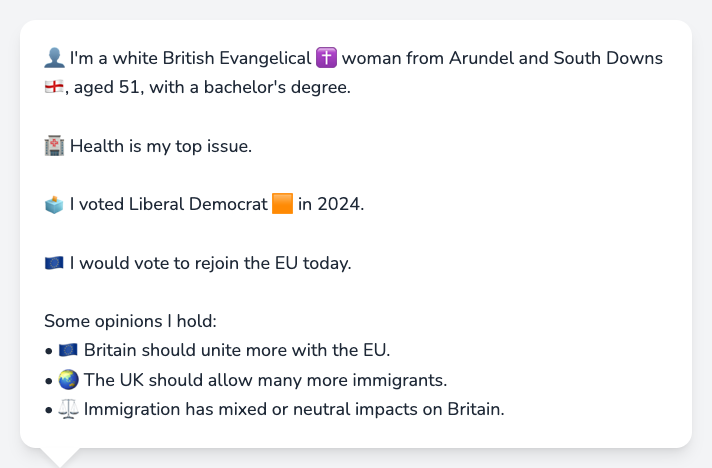 👤 I'm a white British Evangelical ✝️ woman from Arundel and South Downs
🏴󠁧󠁢󠁥󠁮󠁧󠁿, aged 51, with a bachelor's degree.
🏥 Health is my top issue.
🗳️ I voted Liberal Democrat 🟧 in 2024.
🇪🇺 I would vote to rejoin the EU today.
Some opinions I hold:
• 🇪🇺 Britain should unite more with the EU.
• 🌏 The UK should allow many more immigrants.
• ⚖️ Immigration has mixed or neutral impacts on Britain.